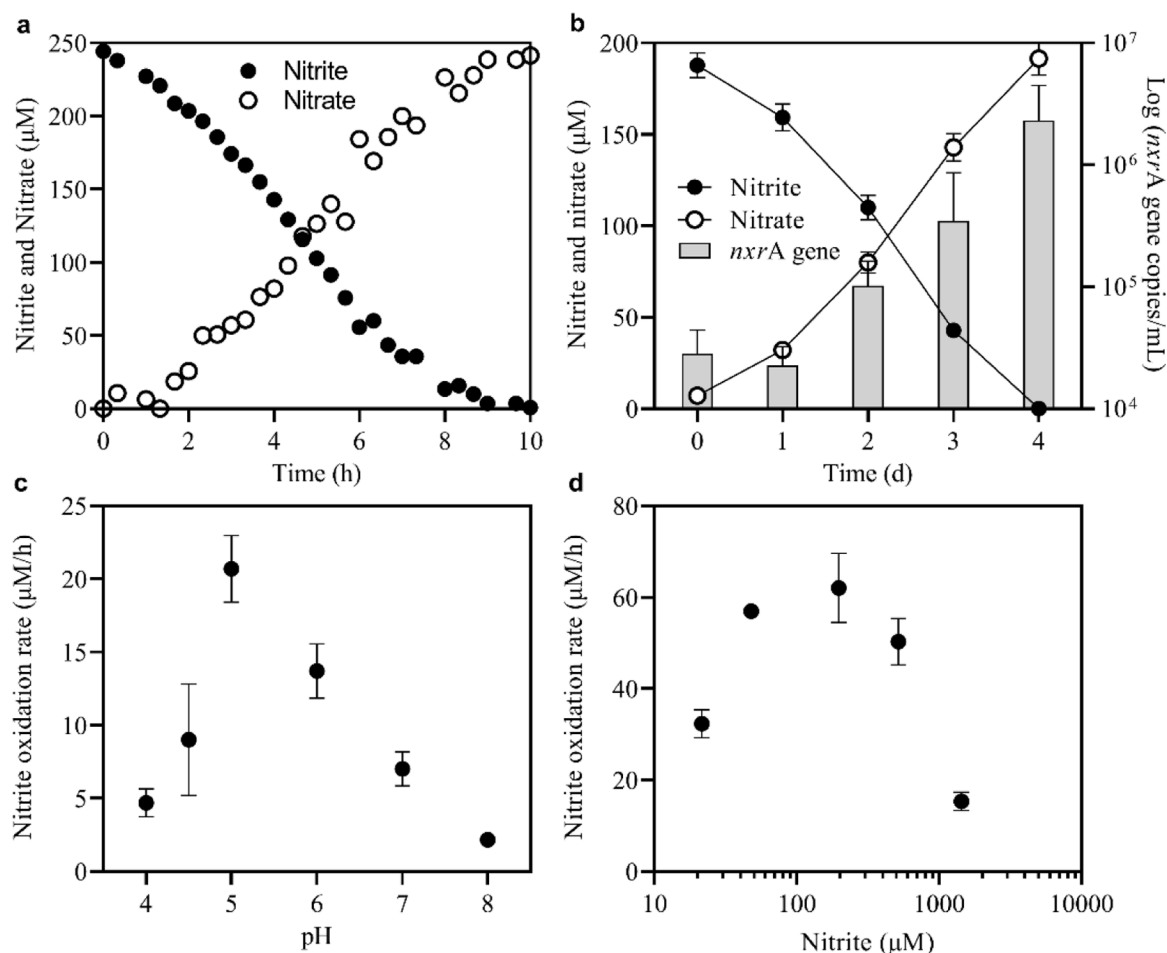 a
Nitrite and Nitrate (µM)
250
200
150
100
50
0
Nitrite
Nitrate
0 2 4 6 8 10
Time (h)
b
Nitrite and nitrate (µM)
200
150
100
50
0
Nitrite
Nitrate
nxrA gene
10⁷
10⁶
10⁵
10⁴
Log (nxrA gene copies/mL)
0 1 2 3 4
Time (d)
c
Nitrite oxidation rate (µM/h)
25
20
15
10
5
0
4 5 6 7 8
pH
d
Nitrite oxidation rate (µM/h)
80
60
40
20
0
10 100 1000 10000
Nitrite (µM)